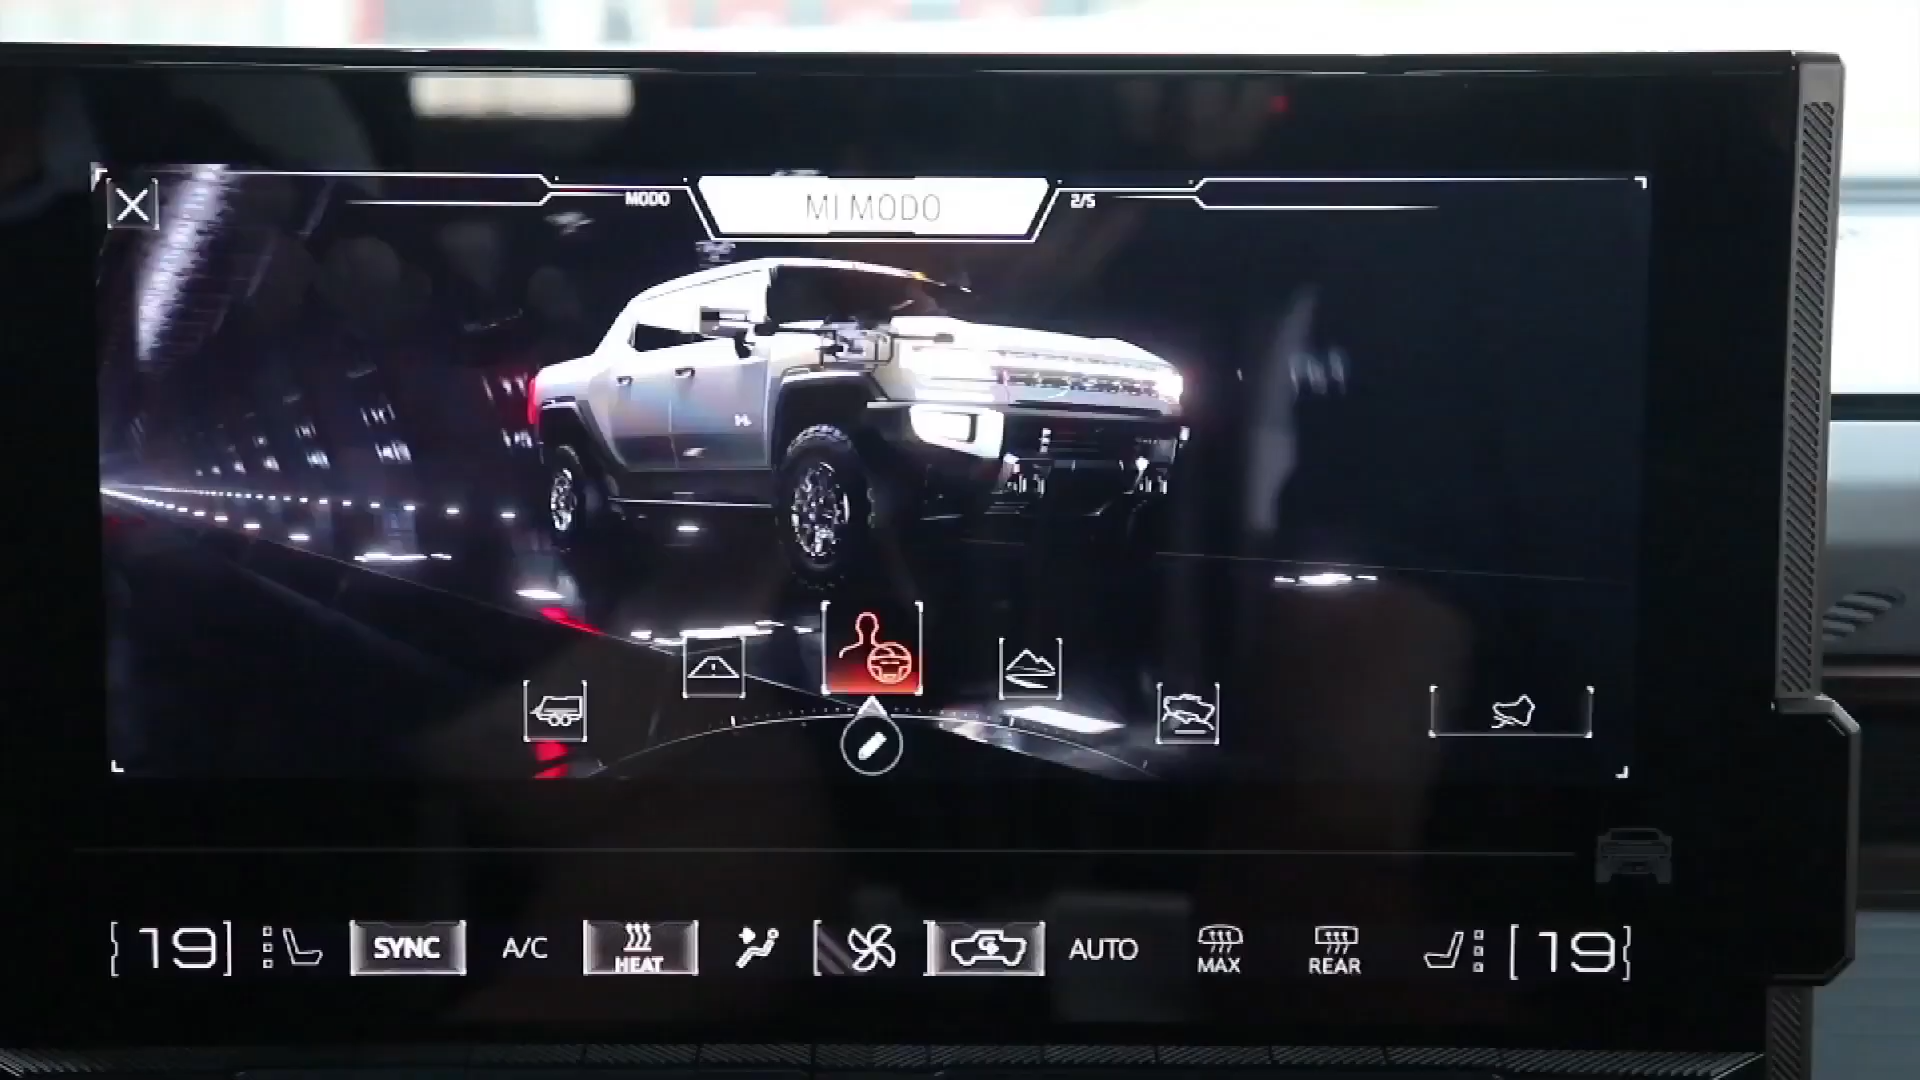 MODO
MI MODO
2/5
19
SYNC
A/C
HEAT
AUTO
MAX
REAR
19